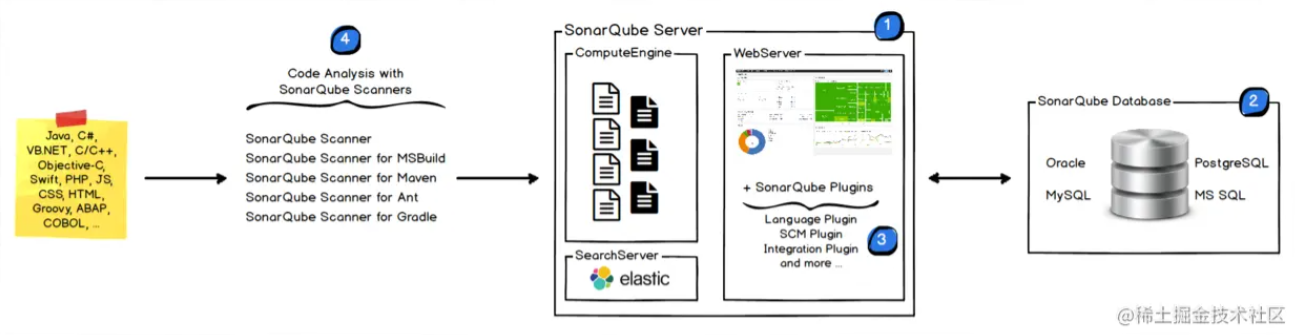 Java, C#,
VB.NET, C/C++,
Objective-C,
Swift, PHP, JS,
CSS, HTML,
Groovy, ABAP,
COBOL, ...
4
Code Analysis with
SonarQube Scanners
SonarQube Scanner
SonarQube Scanner for MSBuild
SonarQube Scanner for Maven
SonarQube Scanner for Ant
SonarQube Scanner for Gradle
SonarQube Server
1
ComputeEngine
SearchServer
elastic
WebServer
+ SonarQube Plugins
Language Plugin
SCM Plugin
3
Integration Plugin
and more ...
SonarQube Database
2
Oracle
PostgreSQL
MySQL
MS SQL
@稀土掘金技术社区